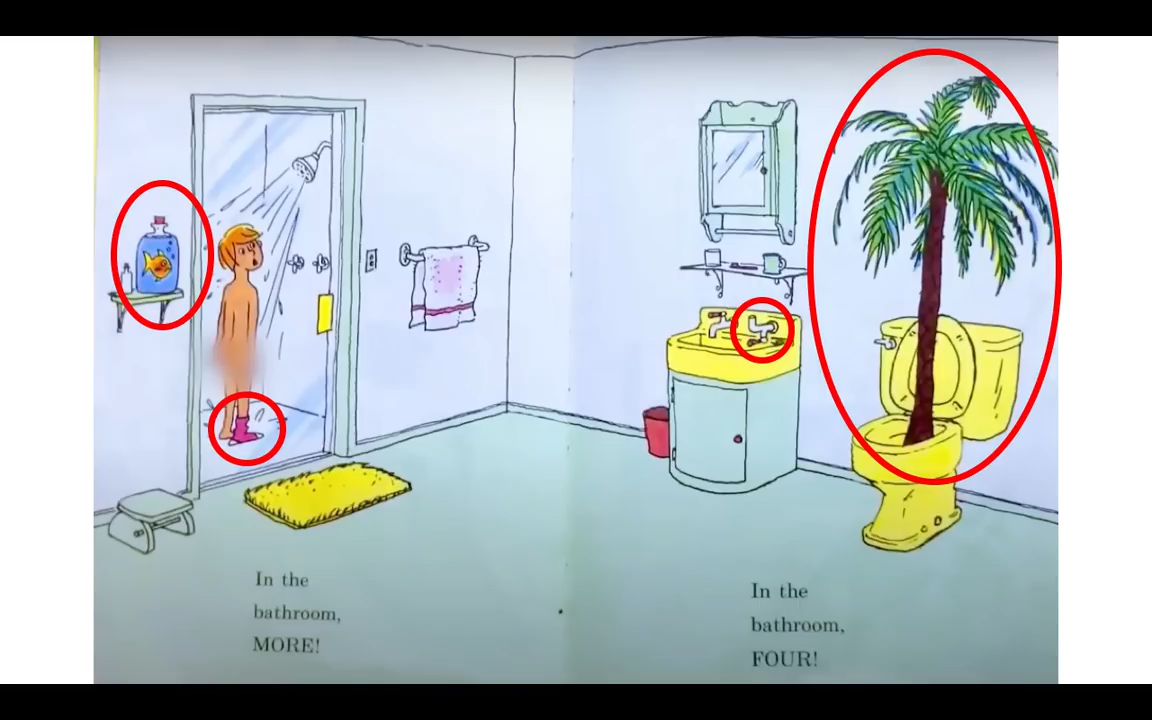 In the
bathroom,
MORE!
In the
bathroom,
FOUR!